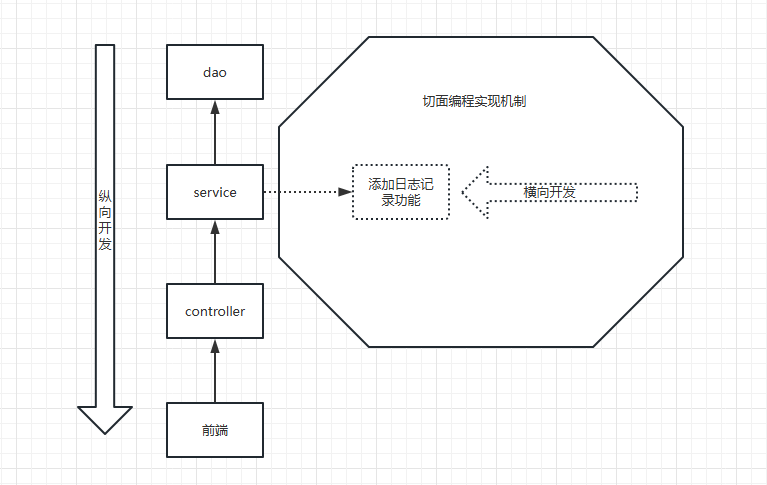 dao
切面编程实现机制
纵
向
开
发
service
添加日志记
录功能
横向开发
controller
前端